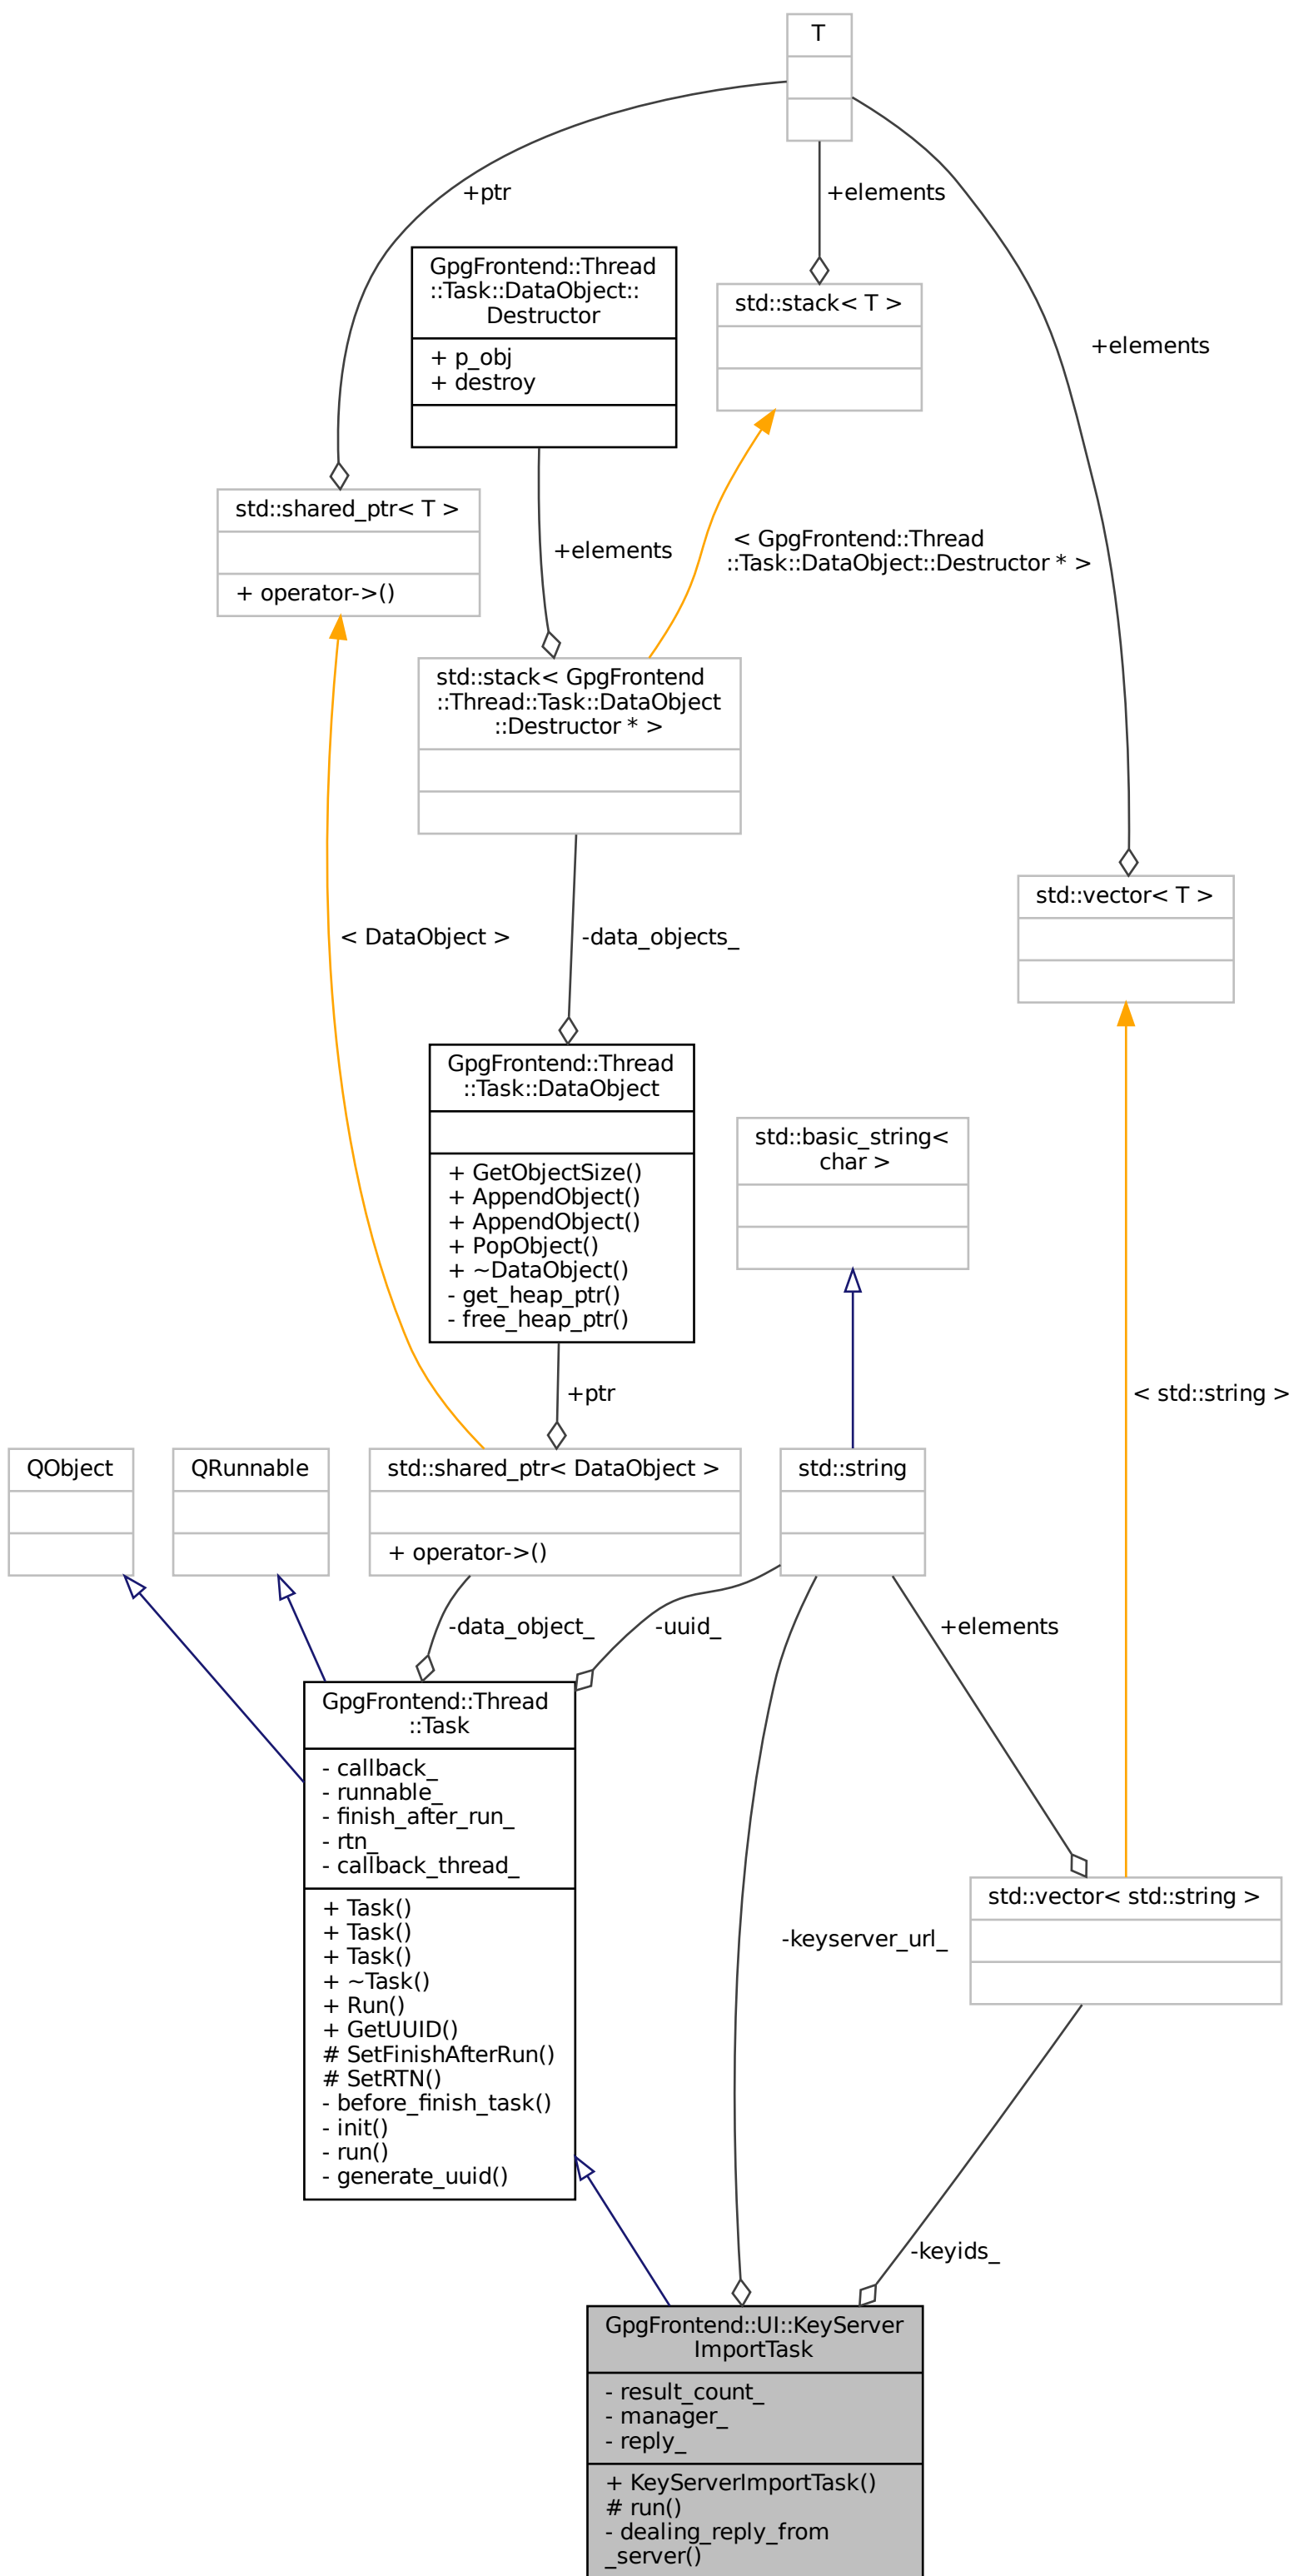 T
+ptr
+elements
GpgFrontend::Thread
::Task::DataObject::
Destructor
+ p_obj
+ destroy
std::stack< T >
+elements
std::shared_ptr< T >
+ operator->()
+elements
< GpgFrontend::Thread
::Task::DataObject::Destructor * >
std::stack< GpgFrontend
::Thread::Task::DataObject
::Destructor * >
std::vector< T >
< DataObject >
-data_objects_
GpgFrontend::Thread
::Task::DataObject
+ GetObjectSize()
+ AppendObject()
+ AppendObject()
+ PopObject()
+ ~DataObject()
- get_heap_ptr()
- free_heap_ptr()
std::basic_string<
char >
+ptr
< std::string >
QObject
QRunnable
std::shared_ptr< DataObject >
+ operator->()
std::string
-data_object_
-uuid_
+elements
GpgFrontend::Thread
::Task
- callback_
- runnable_
- finish_after_run_
- rtn_
- callback_thread_
+ Task()
+ Task()
+ Task()
+ ~Task()
+ Run()
+ GetUUID()
# SetFinishAfterRun()
# SetRTN()
- before_finish_task()
- init()
- run()
- generate_uuid()
std::vector< std::string >
-keyserver_url_
-keyids_
GpgFrontend::UI::KeyServer
ImportTask
- result_count_
- manager_
- reply_
+ KeyServerImportTask()
# run()
- dealing_reply_from
_server()